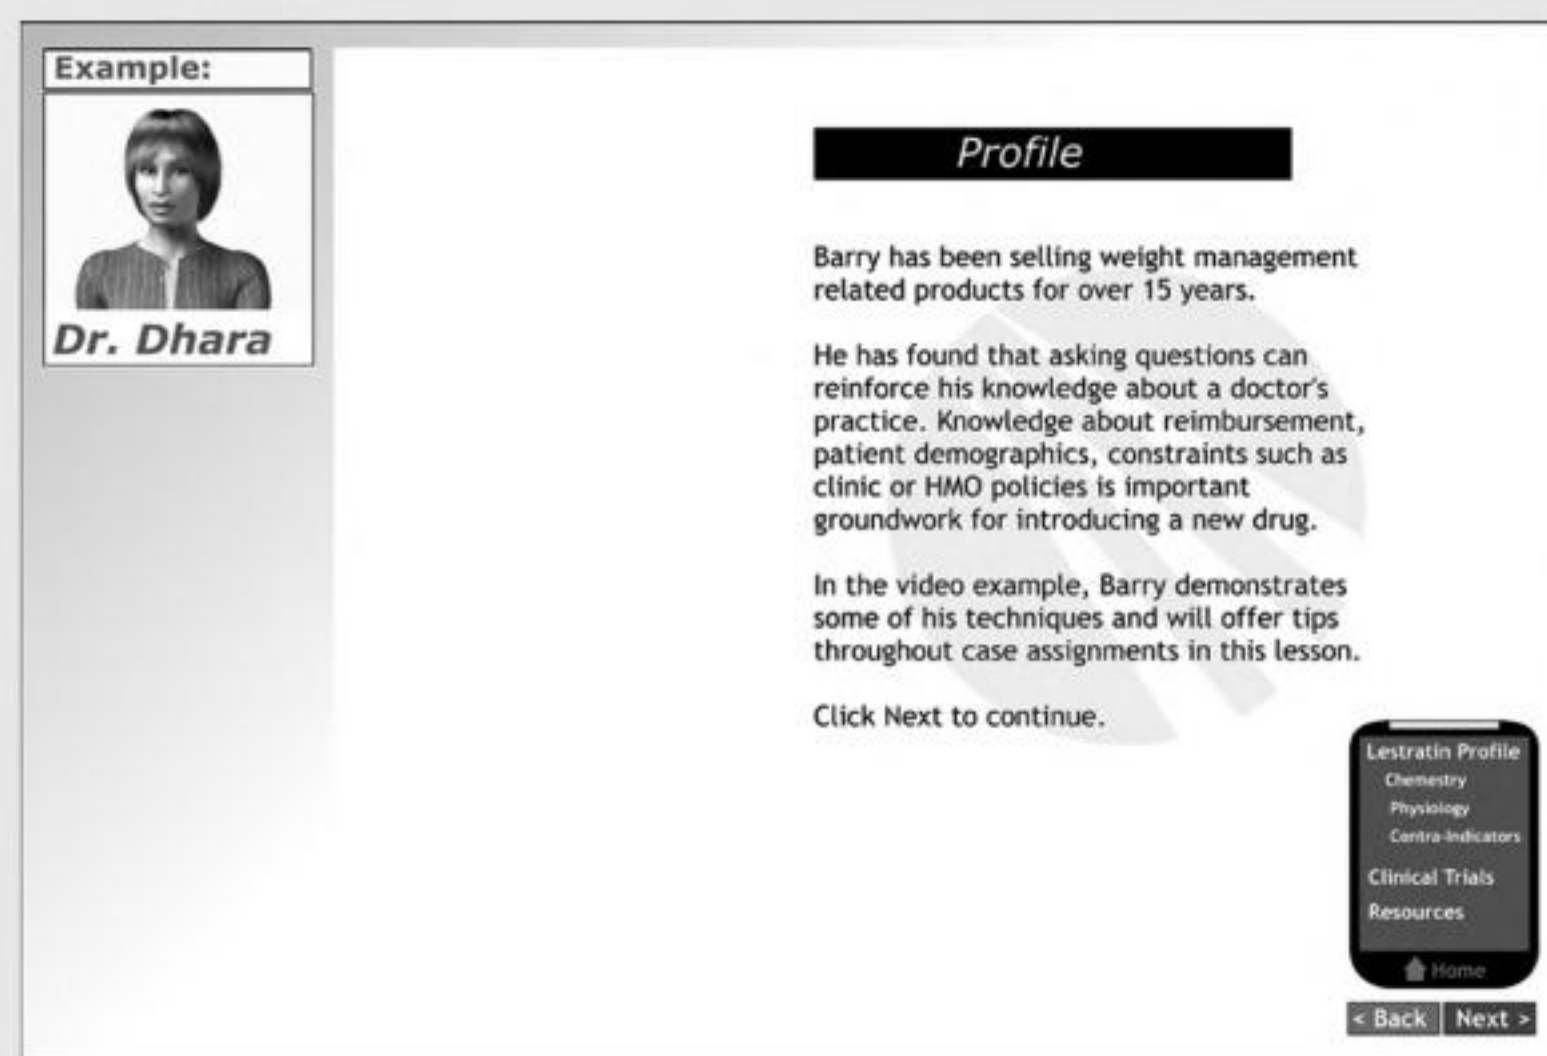 Example:
Dr. Dhara
Profile
Barry has been selling weight management
related products for over 15 years.
He has found that asking questions can
reinforce his knowledge about a doctor's
practice. Knowledge about reimbursement,
patient demographics, constraints such as
clinic or HMO policies is important
groundwork for introducing a new drug.
In the video example, Barry demonstrates
some of his techniques and will offer tips
throughout case assignments in this lesson.
Click Next to continue.
Lestratin Profile
Chemestry
Physiology
Contra-Indicators
Clinical Trials
Resources
Home
< Back Next >